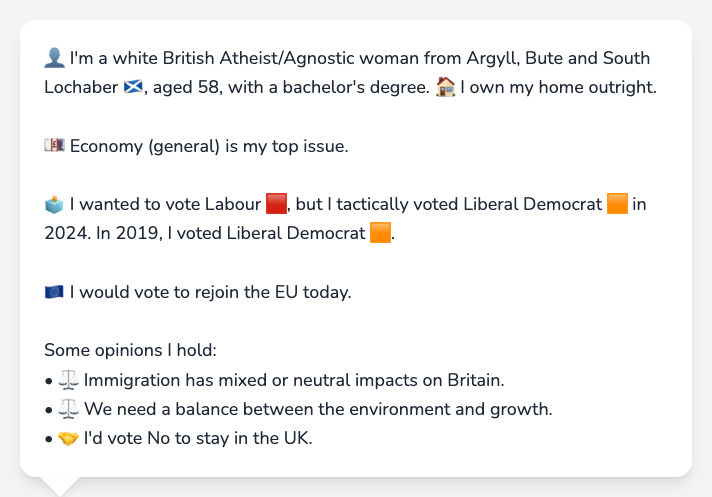 👤 I'm a white British Atheist/Agnostic woman from Argyll, Bute and South
Lochaber 🏴󠁧󠁢󠁳󠁣󠁴󠁿, aged 58, with a bachelor's degree. 🏠 I own my home outright.
💷 Economy (general) is my top issue.
🗳️ I wanted to vote Labour 🟥, but I tactically voted Liberal Democrat 🟧 in
2024. In 2019, I voted Liberal Democrat 🟧.
🇪🇺 I would vote to rejoin the EU today.
Some opinions I hold:
• ⚖️ Immigration has mixed or neutral impacts on Britain.
• ⚖️ We need a balance between the environment and growth.
• 🤝 I'd vote No to stay in the UK.